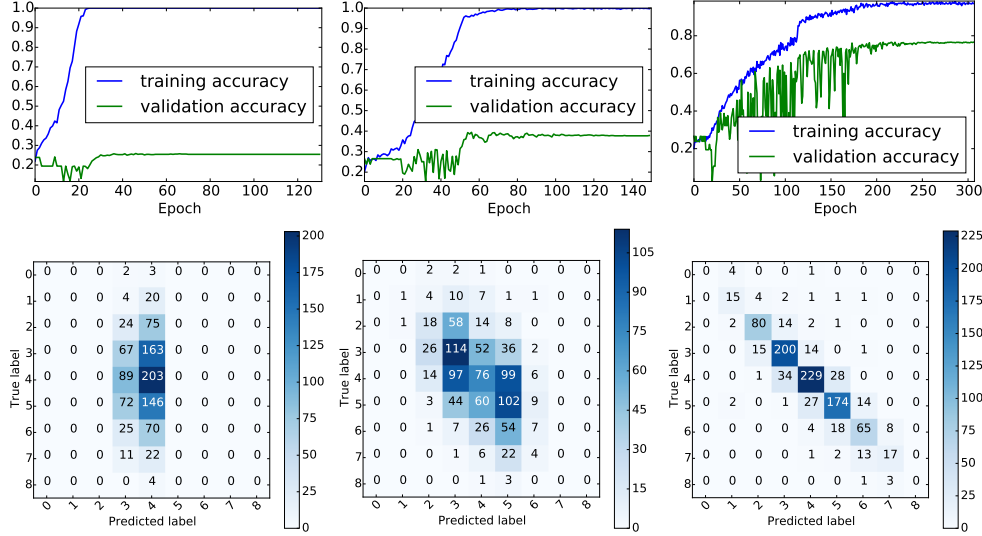 1.0
0.9
0.8
0.7
0.6
0.5
0.4
0.3
0.2
0 20 40 60 80 100 120
Epoch
training accuracy
validation accuracy
1.0
0.9
0.8
0.7
0.6
0.5
0.4
0.3
0.2
0 20 40 60 80 100 120 140
Epoch
training accuracy
validation accuracy
0.8
0.6
0.4
0.2
0 50 100 150 200 250 300
Epoch
training accuracy
validation accuracy
True label
0 0 0 0 2 3 0 0 0 0
1 0 0 0 4 20 0 0 0 0
2 0 0 0 24 75 0 0 0 0
3 0 0 0 67 163 0 0 0 0
4 0 0 0 89 203 0 0 0 0
5 0 0 0 72 146 0 0 0 0
6 0 0 0 25 70 0 0 0 0
7 0 0 0 11 22 0 0 0 0
8 0 0 0 0 4 0 0 0 0
0 1 2 3 4 5 6 7 8
Predicted label
200
175
150
125
100
75
50
25
0
True label
0 0 0 2 2 1 0 0 0 0
1 0 1 4 10 7 1 1 0 0
2 0 1 18 58 14 8 0 0 0
3 0 0 26 114 52 36 2 0 0
4 0 0 14 97 76 99 6 0 0
5 0 0 3 44 60 102 9 0 0
6 0 0 1 7 26 54 7 0 0
7 0 0 0 1 6 22 4 0 0
8 0 0 0 0 1 3 0 0 0
0 1 2 3 4 5 6 7 8
Predicted label
105
90
75
60
45
30
15
0
True label
0 0 4 0 0 1 0 0 0 0
1 0 15 4 2 1 1 1 0 0
2 0 2 80 14 2 1 0 0 0
3 0 0 15 200 14 0 1 0 0
4 0 0 1 34 229 28 0 0 0
5 0 2 0 1 27 174 14 0 0
6 0 0 0 0 4 18 65 8 0
7 0 0 0 0 1 2 13 17 0
8 0 0 0 0 0 0 1 3 0
0 1 2 3 4 5 6 7 8
Predicted label
225
200
175
150
125
100
75
50
25
0